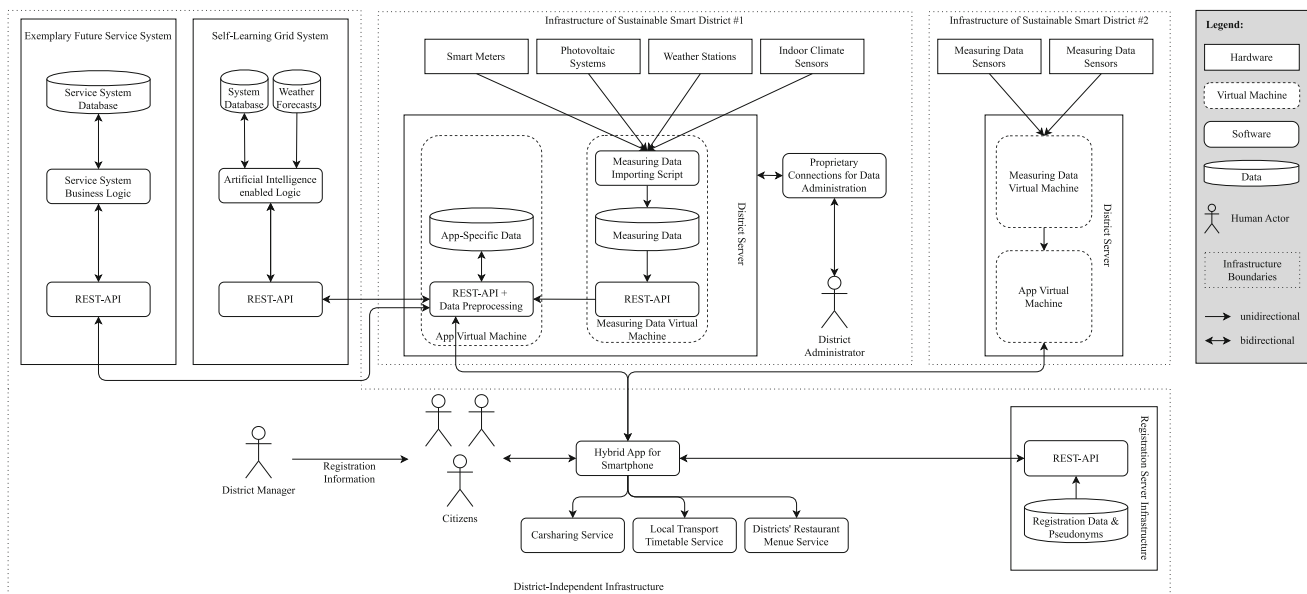 Exemplary Future Service System
Service System
Database
Service System
Business Logic
REST-API
Self-Learning Grid System
System
Database
Weather
Forecasts
Artificial Intelligence
enabled Logic
REST-API
Infrastructure of Sustainable Smart District #1
Smart Meters
Photovoltaic
Systems
Weather Stations
Indoor Climate
Sensors
Measuring Data
Importing Script
Measuring Data
REST-API
Measuring Data Virtual
Machine
App-Specific Data
REST-API +
Data Preprocessing
App Virtual Machine
District Server
Proprietary
Connections for Data
Administration
District
Administrator
Infrastructure of Sustainable Smart District #2
Measuring Data
Sensors
Measuring Data
Sensors
Measuring Data
Virtual Machine
App Virtual
Machine
District Server
Legend:
Hardware
Virtual Machine
Software
Data
Human Actor
Infrastructure
Boundaries
unidirectional
bidirectional
District Manager
Registration
Information
Citizens
Hybrid App for
Smartphone
Carsharing Service
Local Transport
Timetable Service
Districts' Restaurant
Menue Service
REST-API
Registration Data &
Pseudonyms
Registration Server Infrastructure
District-Independent Infrastructure